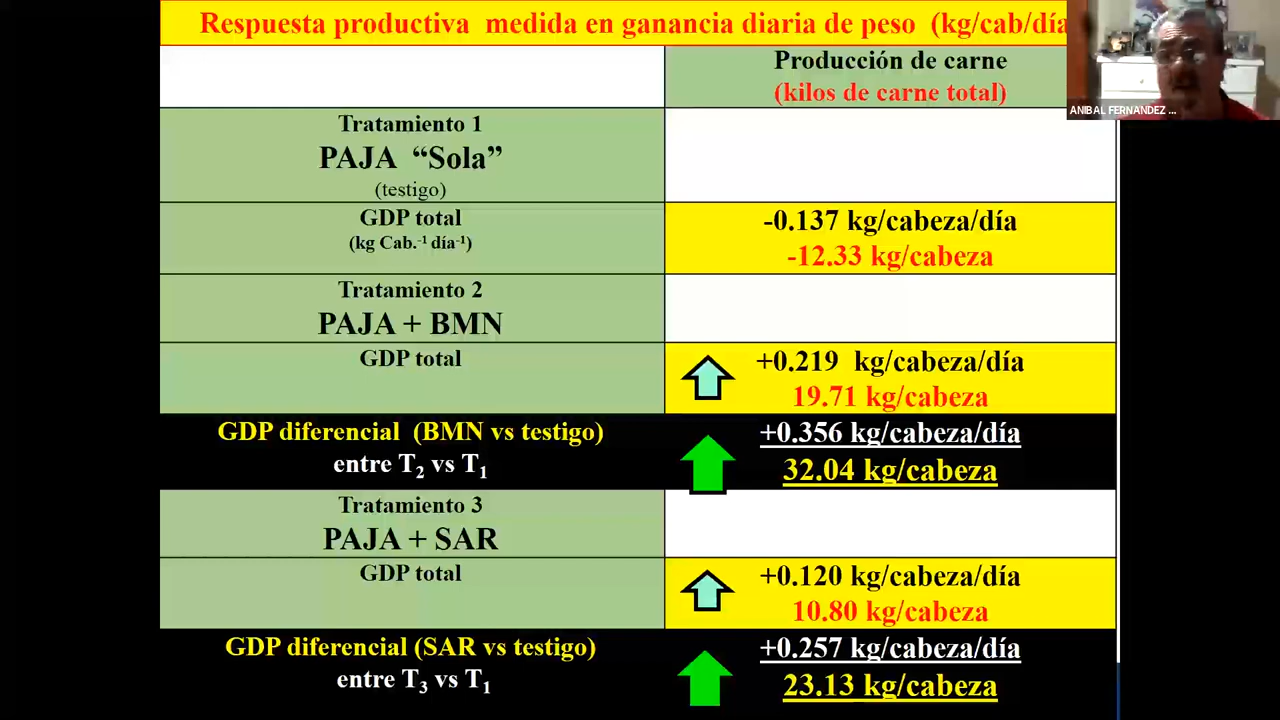 Respuesta productiva medida en ganancia diaria de peso (kg/cab/día
ANIBAL FERNANDEZ ...
Producción de carne
(kilos de carne total)
Tratamiento 1
PAJA “Sola”
(testigo)
GDP total
(kg Cab.⁻¹ día⁻¹)
-0.137 kg/cabeza/día
-12.33 kg/cabeza
Tratamiento 2
PAJA + BMN
GDP total
+0.219 kg/cabeza/día
19.71 kg/cabeza
GDP diferencial (BMN vs testigo)
entre T₂ vs T₁
+0.356 kg/cabeza/día
32.04 kg/cabeza
Tratamiento 3
PAJA + SAR
GDP total
+0.120 kg/cabeza/día
10.80 kg/cabeza
GDP diferencial (SAR vs testigo)
entre T₃ vs T₁
+0.257 kg/cabeza/día
23.13 kg/cabeza